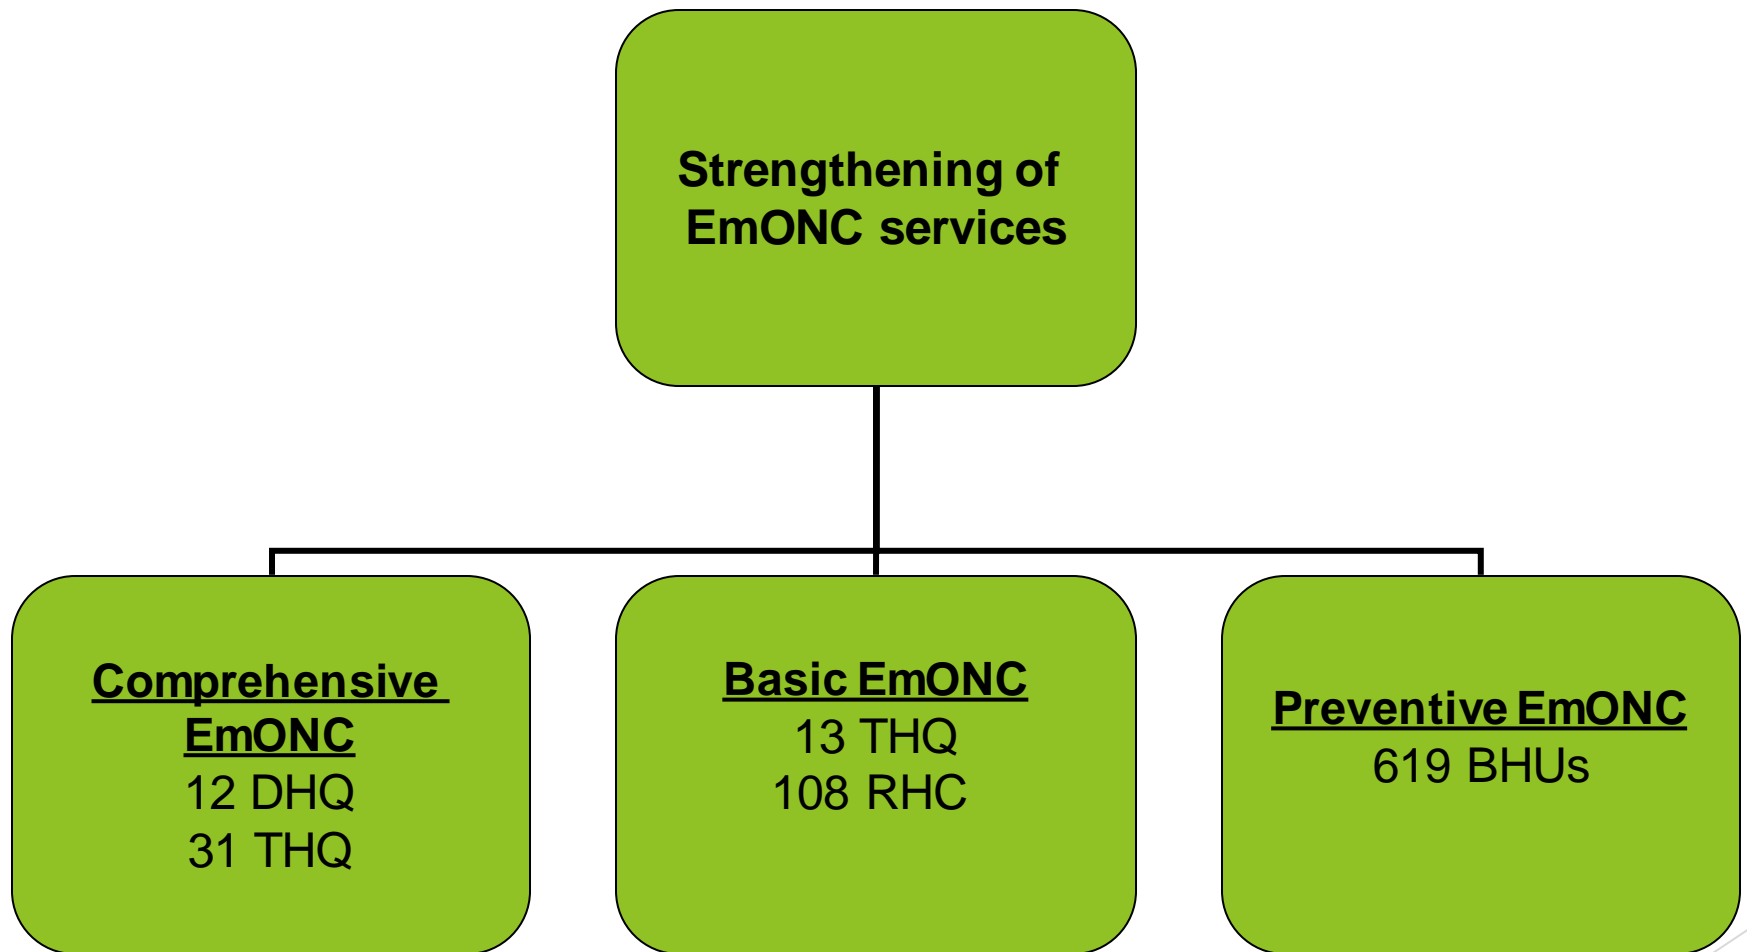 Strengthening of
EmONC services
Comprehensive
EmONC
12 DHQ
31 THQ
Basic EmONC
13 THQ
108 RHC
Preventive EmONC
619 BHUs